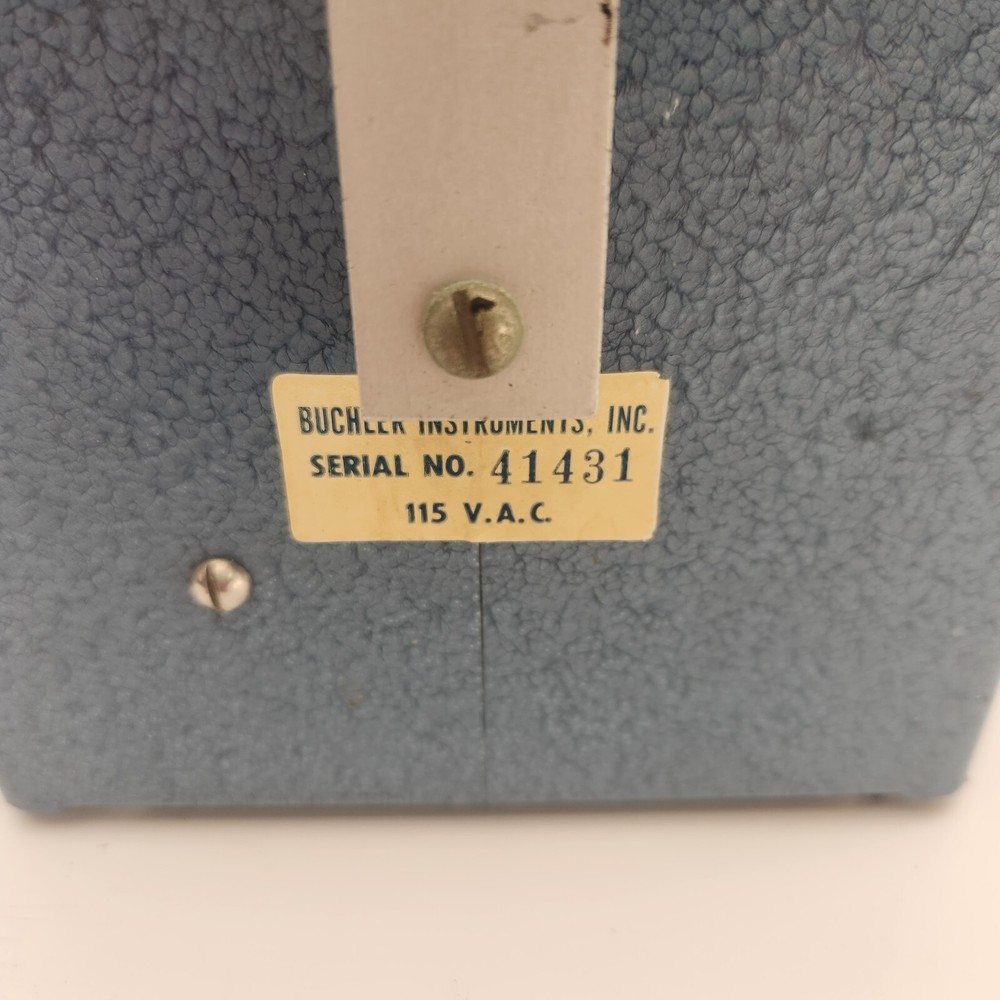 BUCHLER INSTRUMENTS, INC.
SERIAL NO. 41431
115 V.A.C.